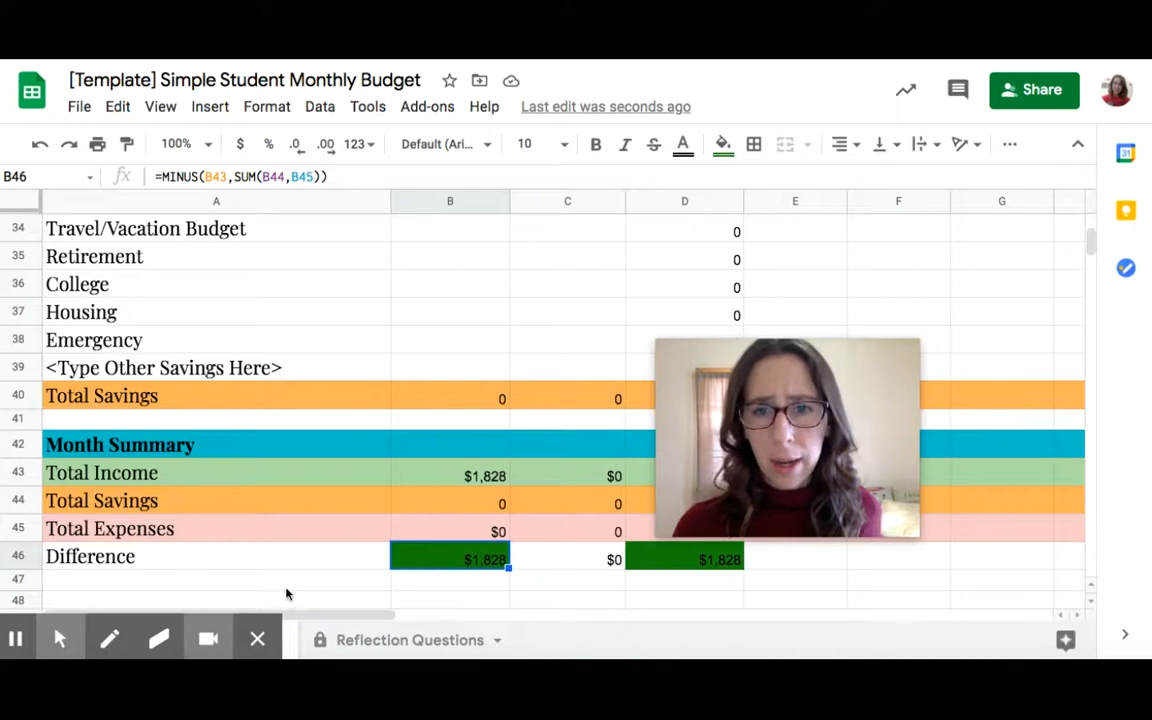 [Template] Simple Student Monthly Budget
File Edit View Insert Format Data Tools Add-ons Help Last edit was seconds ago
Share
100% $ % .0 .00 123 Default (Ari... 10 B I S A ...
31
B46 fx =MINUS(B43,SUM(B44,B45))
A B C D E F G
34 Travel/Vacation Budget 0
35 Retirement 0
36 College 0
37 Housing 0
38 Emergency
39 <Type Other Savings Here>
40 Total Savings 0 0
41
42 Month Summary
43 Total Income $1,828 $0
44 Total Savings 0 0
45 Total Expenses $0 0
46 Difference $1,828 $0 $1,828
47
48
Reflection Questions